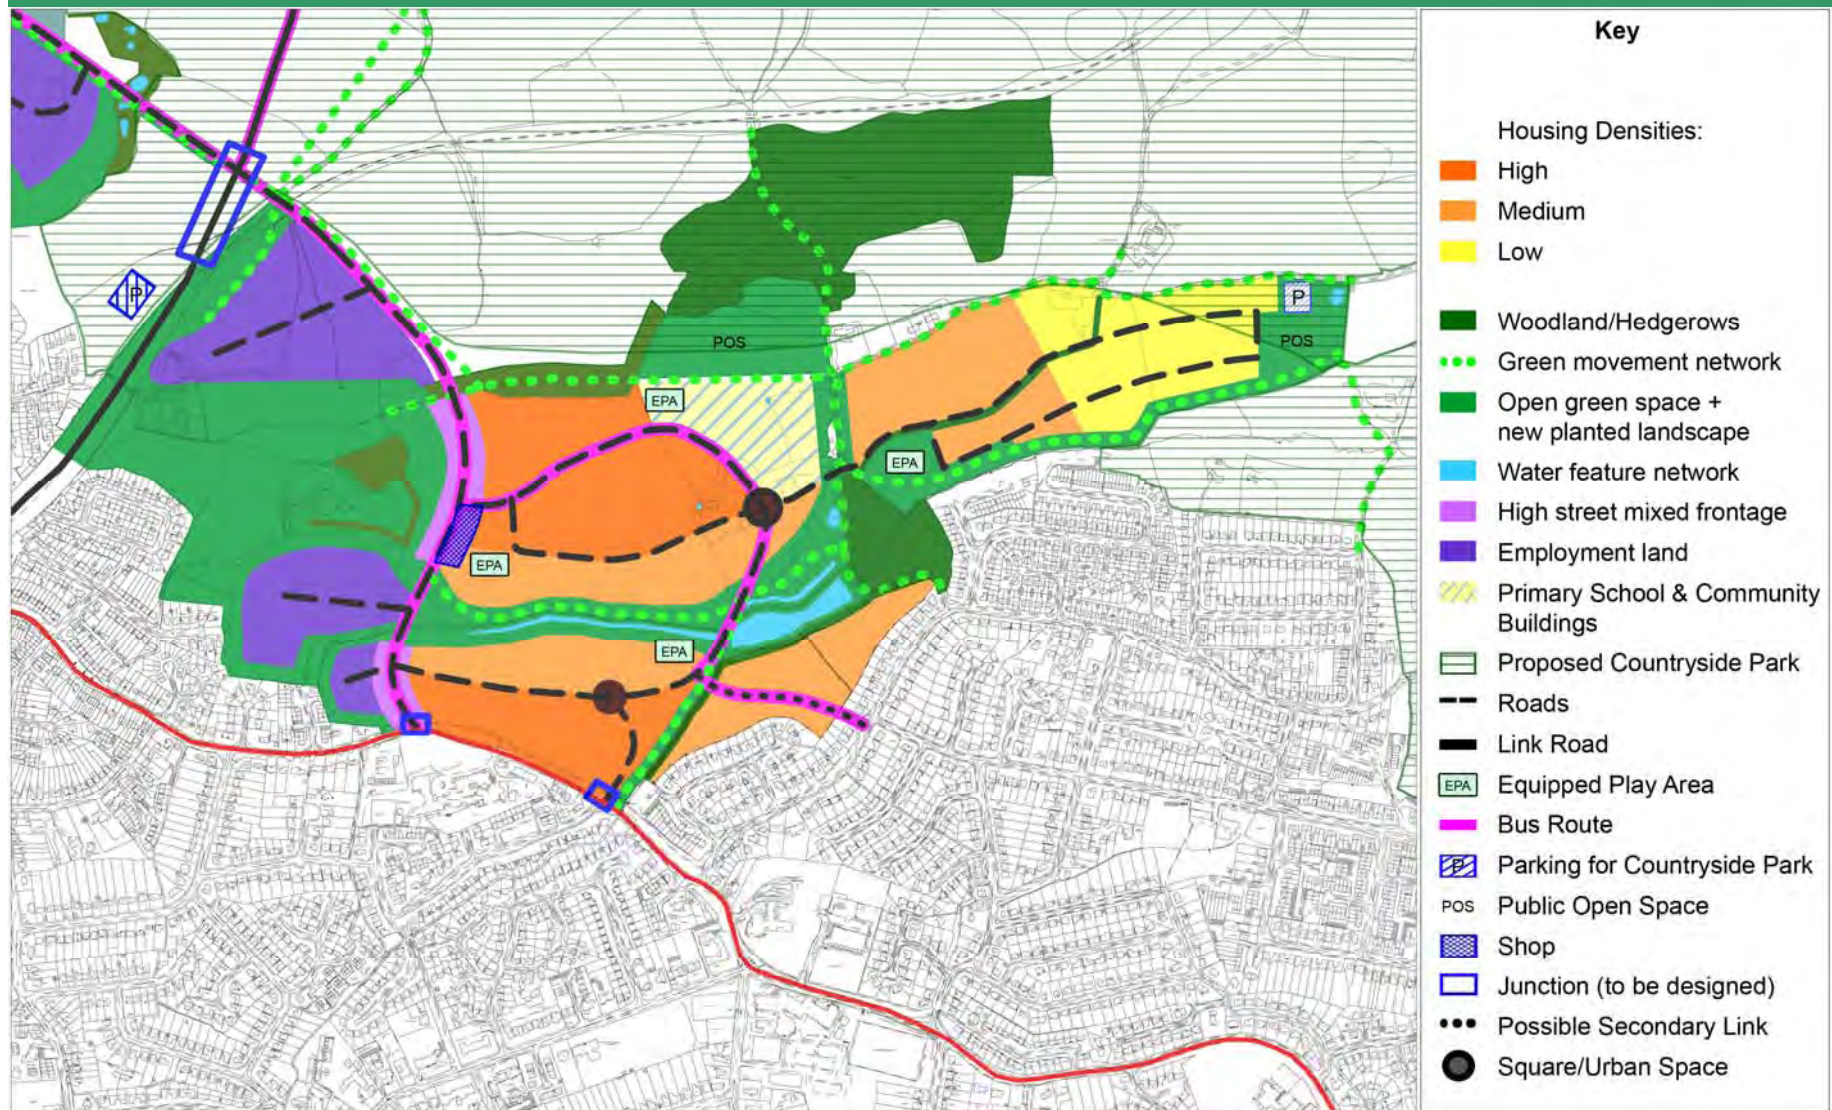 Key
Housing Densities:
High
Medium
Low
Woodland/Hedgerows
Green movement network
Open green space +
new planted landscape
Water feature network
High street mixed frontage
Employment land
Primary School & Community
Buildings
Proposed Countryside Park
Roads
Link Road
EPA Equipped Play Area
Bus Route
P Parking for Countryside Park
POS Public Open Space
Shop
Junction (to be designed)
Possible Secondary Link
Square/Urban Space
P
P
POS
POS
EPA
EPA
EPA
EPA